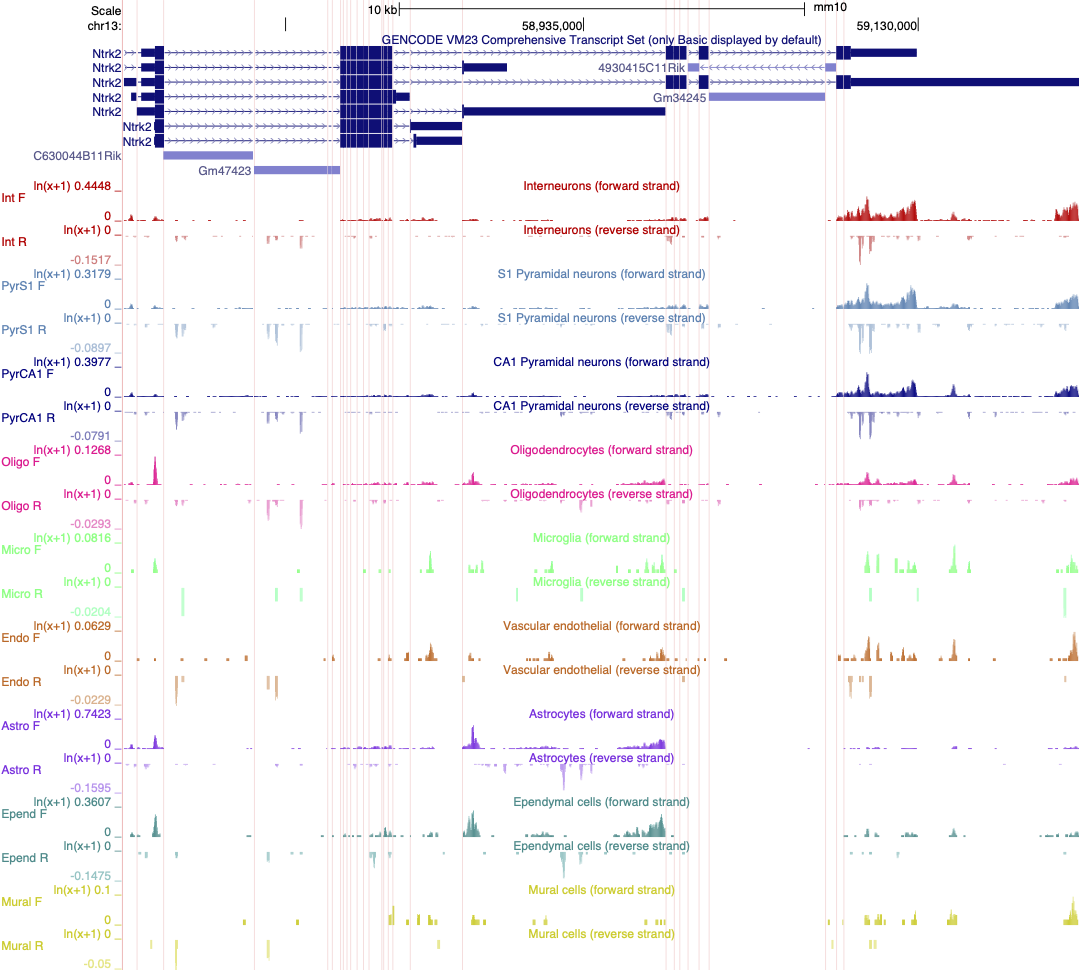 Scale 10 kb mm10
chr13: 58,935,000 59,130,000
GENCODE VM23 Comprehensive Transcript Set (only Basic displayed by default)
Ntrk2
Ntrk2 4930415C11Rik
Ntrk2
Ntrk2 Gm34245
Ntrk2
Ntrk2
Ntrk2
C630044B11Rik
Gm47423
ln(x+1) 0.4448 Interneurons (forward strand)
Int F
0
ln(x+1) 0 Interneurons (reverse strand)
Int R
-0.1517
ln(x+1) 0.3179 S1 Pyramidal neurons (forward strand)
PyrS1 F
0
ln(x+1) 0 S1 Pyramidal neurons (reverse strand)
PyrS1 R
-0.0897
ln(x+1) 0.3977 CA1 Pyramidal neurons (forward strand)
PyrCA1 F
0
ln(x+1) 0 CA1 Pyramidal neurons (reverse strand)
PyrCA1 R
-0.0791
ln(x+1) 0.1268 Oligodendrocytes (forward strand)
Oligo F
0
ln(x+1) 0 Oligodendrocytes (reverse strand)
Oligo R
-0.0293
ln(x+1) 0.0816 Microglia (forward strand)
Micro F
0
ln(x+1) 0 Microglia (reverse strand)
Micro R
-0.0204
ln(x+1) 0.0629 Vascular endothelial (forward strand)
Endo F
0
ln(x+1) 0 Vascular endothelial (reverse strand)
Endo R
-0.0229
ln(x+1) 0.7423 Astrocytes (forward strand)
Astro F
0
ln(x+1) 0 Astrocytes (reverse strand)
Astro R
-0.1595
ln(x+1) 0.3607 Ependymal cells (forward strand)
Epend F
0
ln(x+1) 0 Ependymal cells (reverse strand)
Epend R
-0.1475
ln(x+1) 0.1 Mural cells (forward strand)
Mural F
0
ln(x+1) 0 Mural cells (reverse strand)
Mural R
-0.05